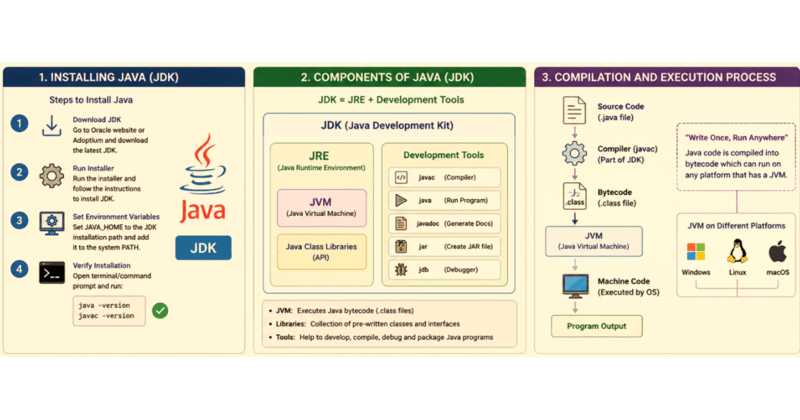 1. INSTALLING JAVA (JDK)
Steps to Install Java
1
Download JDK
Go to Oracle website or
Adoptium and download
the latest JDK.
2
Run Installer
Run the installer and
follow the instructions
to install JDK.
3
Set Environment Variables
Set JAVA_HOME to the JDK
installation path and add
it to the system PATH.
4
Verify Installation
Open terminal/command
prompt and run:
java -version
javac -version
Java
JDK
2. COMPONENTS OF JAVA (JDK)
JDK = JRE + Development Tools
JDK (Java Development Kit)
JRE
(Java Runtime Environment)
JVM
(Java Virtual Machine)
Java Class Libraries
(API)
Development Tools
</> javac (Compiler)
java (Run Program)
javadoc (Generate Docs)
jar (Create JAR file)
jdb (Debugger)
• JVM: Executes Java bytecode (.class files)
• Libraries: Collection of pre-written classes and interfaces
• Tools: Help to develop, compile, debug and package Java programs
3. COMPILATION AND EXECUTION PROCESS
Source Code
(.java file)
Compiler (javac)
(Part of JDK)
.class
Bytecode
(.class file)
JVM
(Java Virtual Machine)
Machine Code
(Executed by OS)
Program Output
"Write Once, Run Anywhere"
Java code is compiled into
bytecode which can run on
any platform that has a JVM.
JVM on Different Platforms
Windows
Linux
macOS